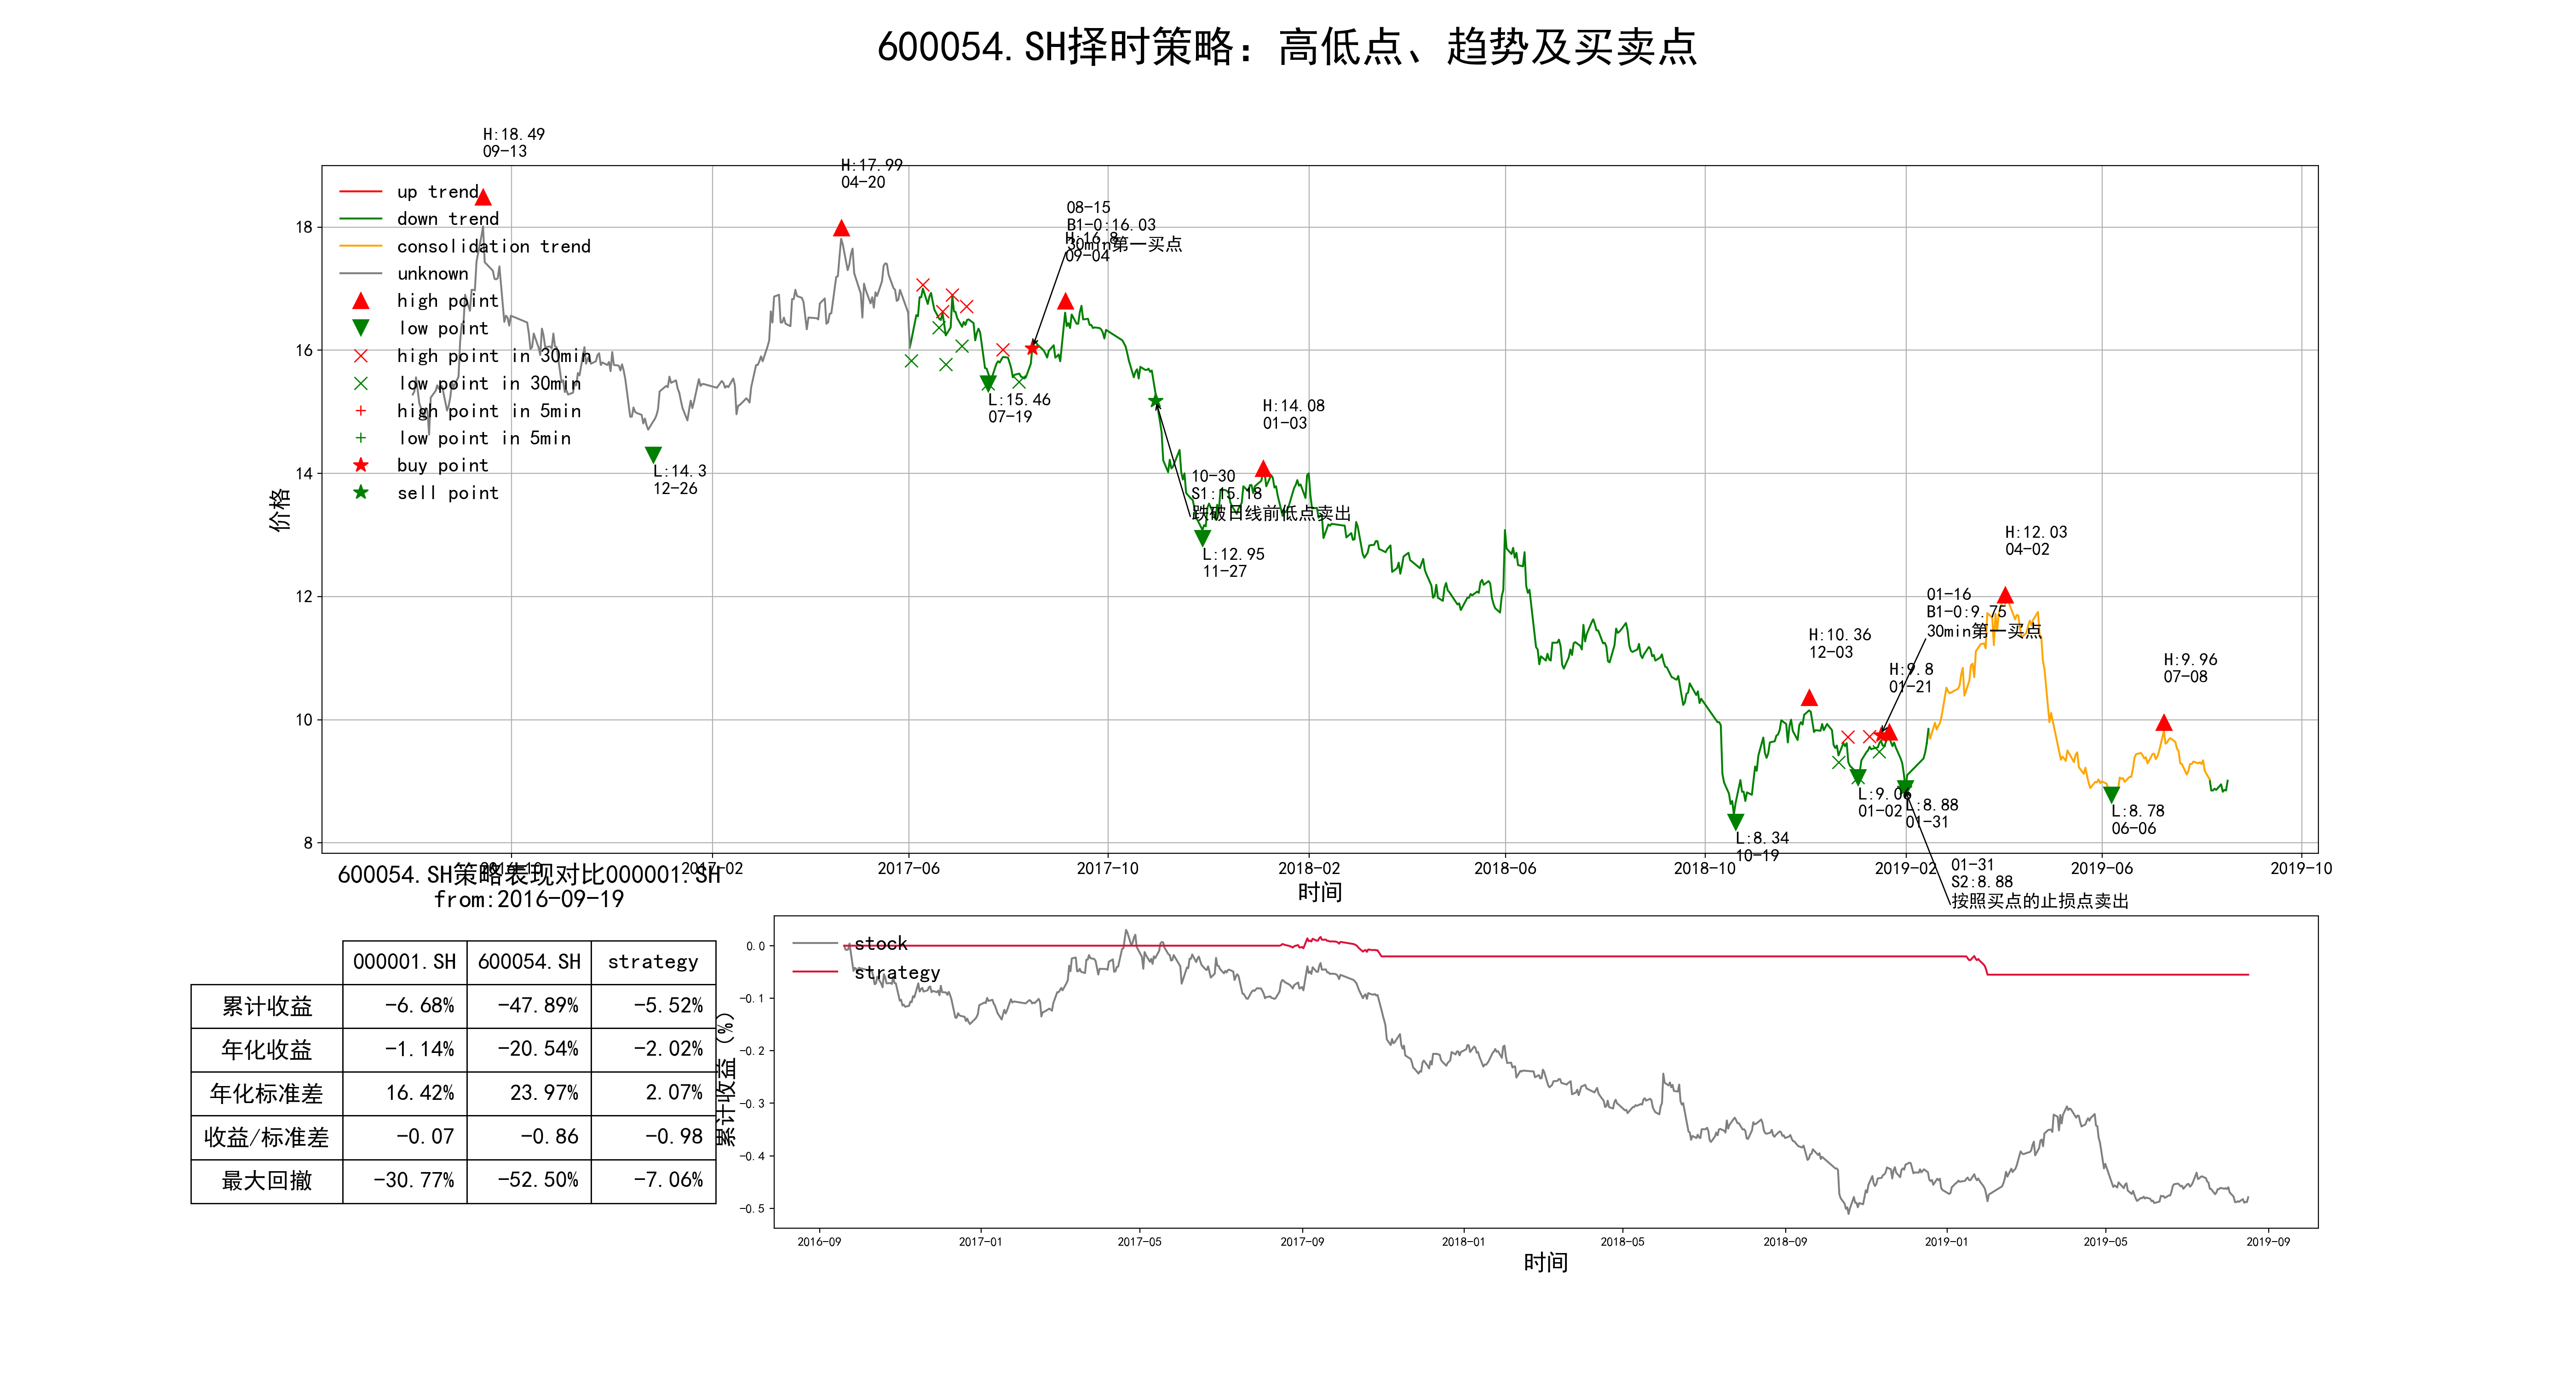 600054.SH择时策略：高低点、趋势及买卖点
H:18.49
09-13
H:17.99
04-20
up trend
down trend
consolidation trend
unknown
high point
low point
high point in 30min
low point in 30min
high point in 5min
low point in 5min
buy point
sell point
08-15
B1-0:16.03
30min第一买点
H:16.8
09-04
L:14.3
12-26
L:15.46
07-19
H:14.08
01-03
10-30
S1:15.18
跌破日线前低点卖出
L:12.95
11-27
H:12.03
04-02
01-16
B1-0:9.75
30min第一买点
H:10.36
12-03
H:9.8
01-21
H:9.96
07-08
L:9.06
01-02
L:8.88
01-31
L:8.78
06-06
L:8.34
10-19
01-31
S2:8.88
按照买点的止损点卖出
价格
18
16
14
12
10
8
2016-10
2017-02
2017-06
2017-10
2018-02
2018-06
2018-10
2019-02
2019-06
2019-10
时间
600054.SH策略表现对比000001.SH
from:2016-09-19
000001.SH 600054.SH strategy
累计收益 -6.68% -47.89% -5.52%
年化收益 -1.14% -20.54% -2.02%
年化标准差 16.42% 23.97% 2.07%
收益/标准差 -0.07 -0.86 -0.98
最大回撤 -30.77% -52.50% -7.06%
累计收益（%）
stock
strategy
0.0
-0.1
-0.2
-0.3
-0.4
-0.5
2016-09
2017-01
2017-05
2017-09
2018-01
2018-05
2018-09
2019-01
2019-05
2019-09
时间